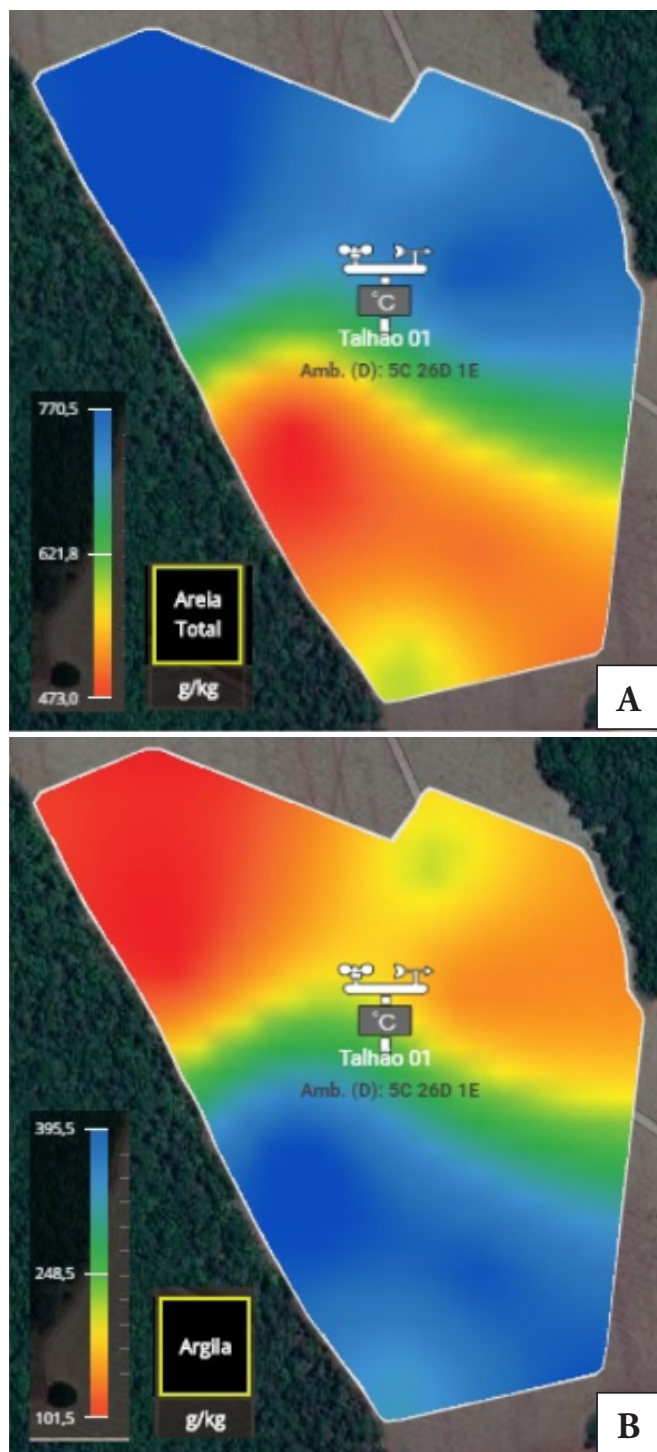 °C
Talhão 01
Amb. (D): 5C 26D 1E
770,5
621,8
473,0
Areia
Total
g/kg
A
°C
Talhão 01
Amb. (D): 5C 26D 1E
395,5
248,5
101,5
Argila
g/kg
B